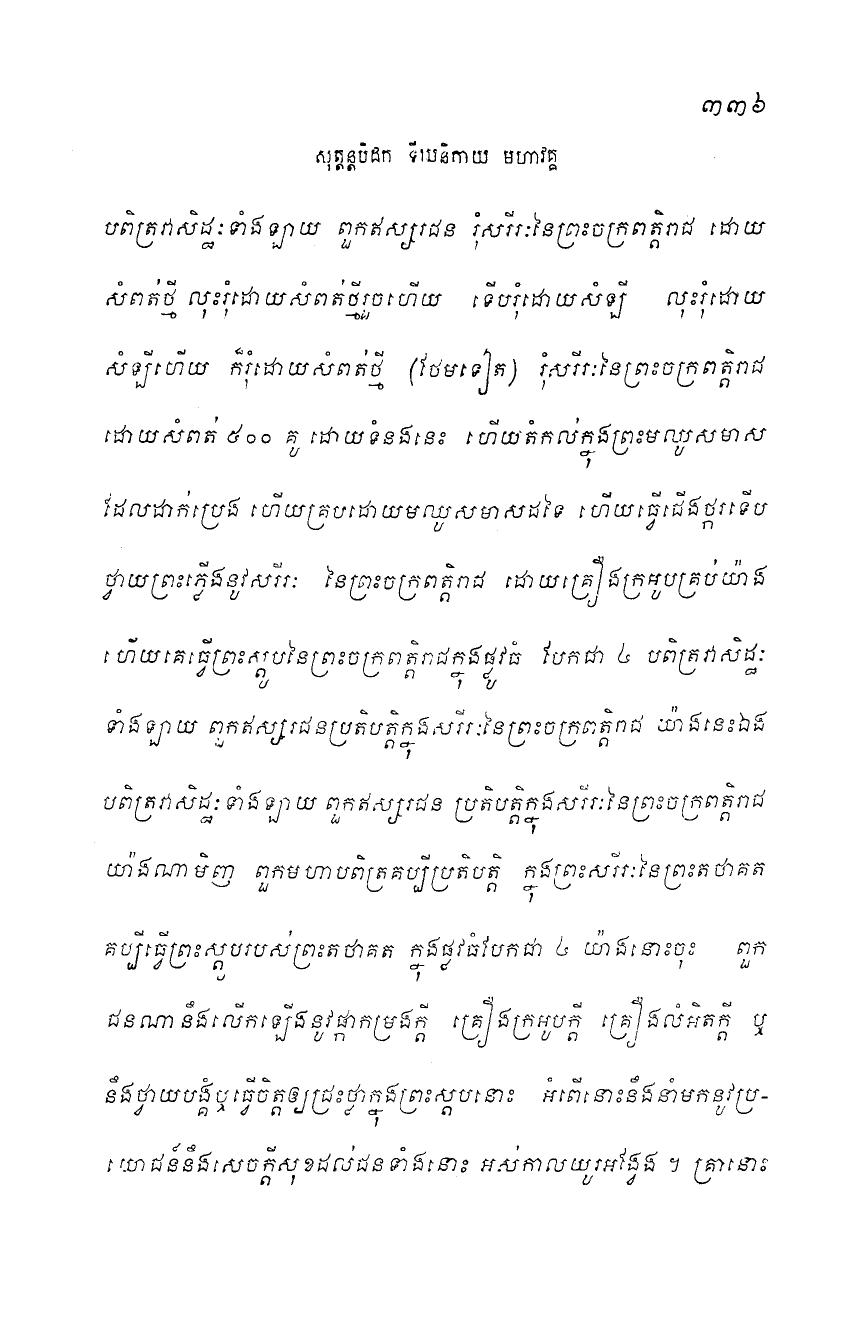 ៣៣៦
សុត្តន្តបិដក ទីឃនិកាយ មហាវគ្គ
បពិត្រវាសិដ្ឋៈទាំងឡាយ ពួកឥស្សរជន រុំសរីរៈនៃព្រះចក្រពត្តិរាជ ដោយ
សំពត់ថ្មី លុះរុំដោយសំពត់ថ្មីរួចហើយ ទើបរុំដោយសំឡី លុះរុំដោយ
សំឡីហើយ ក៏រុំដោយសំពត់ថ្មី (ថែមទៀត) រុំសរីរៈនៃព្រះចក្រពត្តិរាជ
ដោយសំពត់ ៥០០ គូ ដោយទំនងនេះ ហើយតំកល់ក្នុងព្រះមឈូសមាស
ដែលដាក់ប្រេង ហើយគ្របដោយមឈូសមាសដទៃ ហើយធ្វើជើងថ្ករទើប
ថ្វាយព្រះភ្លើងនូវសរីរៈ នៃព្រះចក្រពត្តិរាជ ដោយគ្រឿងក្រអូបគ្រប់យ៉ាង
ហើយគេធ្វើព្រះស្តូបនៃព្រះចក្រពត្តិរាជក្នុងផ្លូវធំ បែកជា ៤ បពិត្រវាសិដ្ឋៈ
ទាំងឡាយ ពួកឥស្សរជនប្រតិបត្តិក្នុងសរីរៈនៃព្រះចក្រពត្តិរាជ យ៉ាងនេះឯង
បពិត្រវាសិដ្ឋៈទាំងឡាយ ពួកឥស្សរជន ប្រតិបត្តិក្នុងសរីរៈនៃព្រះចក្រពត្តិរាជ
យ៉ាងណាមិញ ពួកមហាបពិត្រគប្បីប្រតិបត្តិ ក្នុងព្រះសរីរៈនៃព្រះតថាគត
គប្បីធ្វើព្រះស្តូបរបស់ព្រះតថាគត ក្នុងផ្លូវធំបែកជា ៤ យ៉ាងនោះចុះ ពួក
ជនណានឹងលើកឡើងនូវផ្កាកម្រងក្តី គ្រឿងក្រអូបក្តី គ្រឿងលំអិតក្តី ឬ
នឹងថ្វាយបង្គំឬធ្វើចិត្តឲ្យជ្រះថ្លាក្នុងព្រះស្តូបនោះ អំពើនោះនឹងនាំមកនូវប្រ-
យោជន៍នឹងសេចក្តីសុខដល់ជនទាំងនោះ អស់កាលយូរអង្វែង ។ គ្រានោះ